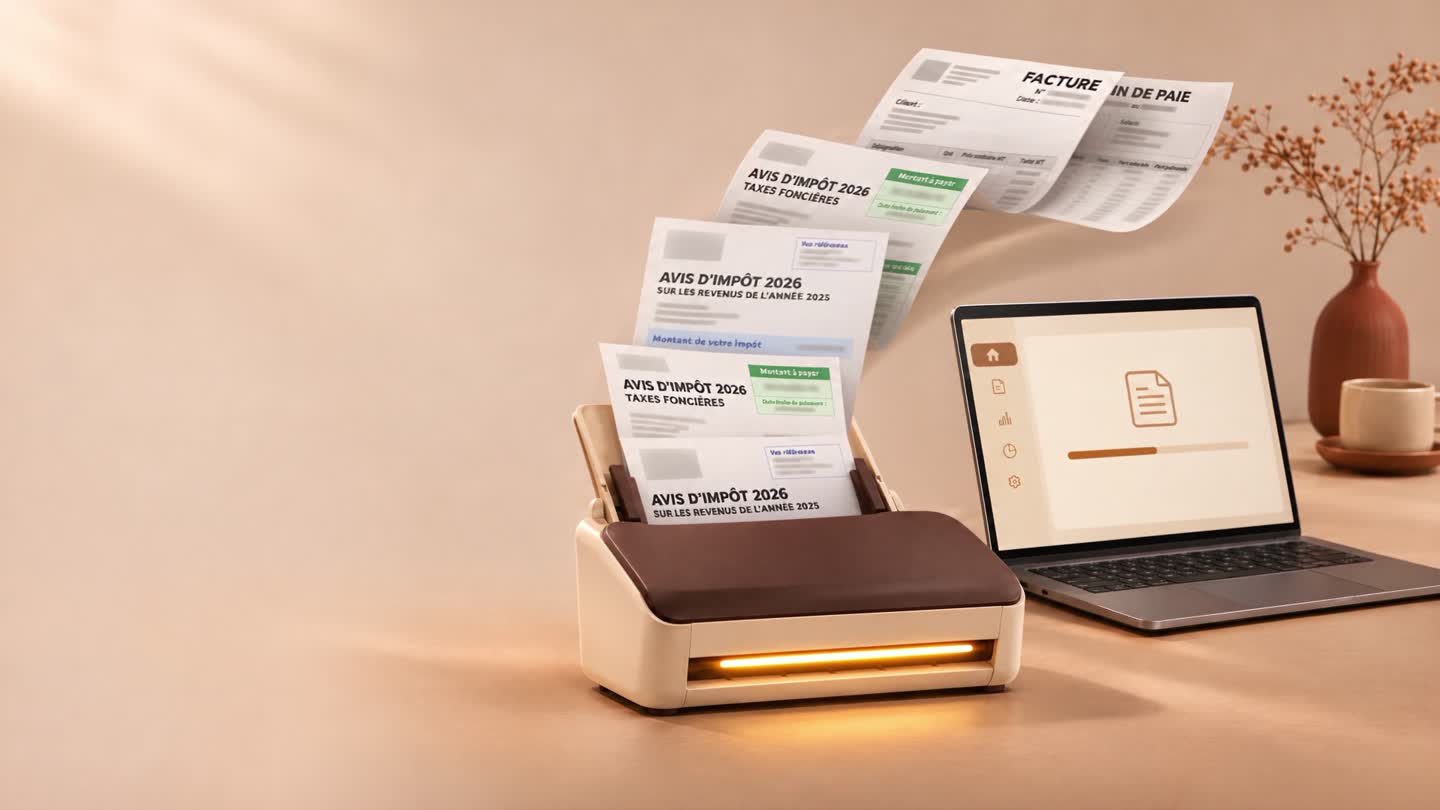 FACTURE
N°
Date :
Client :
Désignation Qté Prix unitaire HT Total HT
IN DE PAIE
Salarié
AVIS D'IMPÔT 2026
TAXES FONCIÈRES
Montant à payer
Date limite de paiement :
Vos références
AVIS D'IMPÔT 2026
SUR LES REVENUS DE L'ANNÉE 2025
Montant de votre impôt
AVIS D'IMPÔT 2026
TAXES FONCIÈRES
Montant à payer
Date limite de paiement :
Vos références
AVIS D'IMPÔT 2026
SUR LES REVENUS DE L'ANNÉE 2025